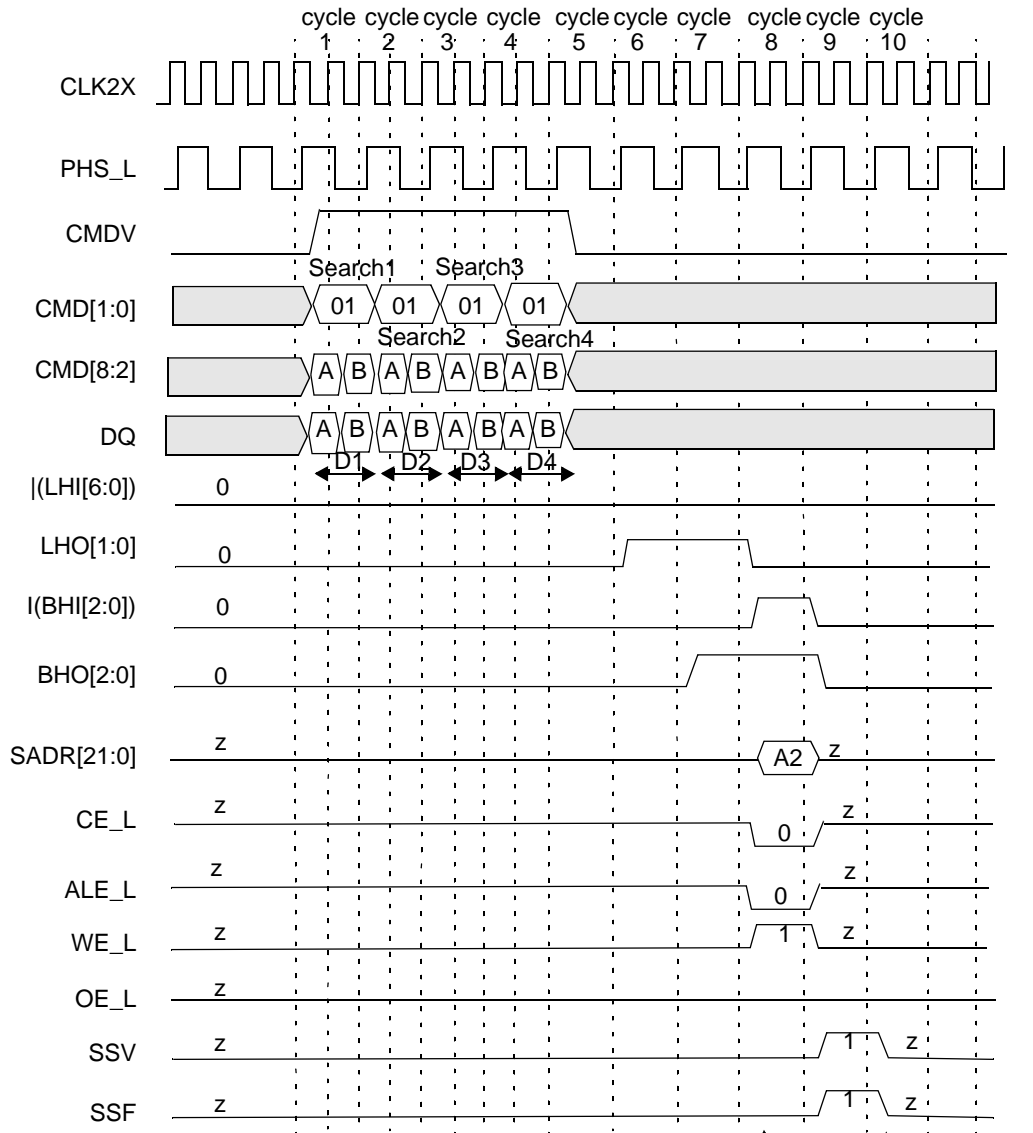 cycle cycle cycle cycle cycle cycle cycle cycle cycle cycle
1 2 3 4 5 6 7 8 9 10
CLK2X
PHS_L
CMDV
Search1 Search3
CMD[1:0] 01 01 01 01
Search2 Search4
CMD[8:2] A B A B A B A B
DQ A B A B A B A B
D1 D2 D3 D4
|(LHI[6:0]) 0
LHO[1:0] 0
I(BHI[2:0]) 0
BHO[2:0] 0
SADR[21:0] z A2 z
CE_L z 0 z
ALE_L z 0 z
WE_L z 1 z
OE_L z
SSV z 1 z
SSF z 1 z